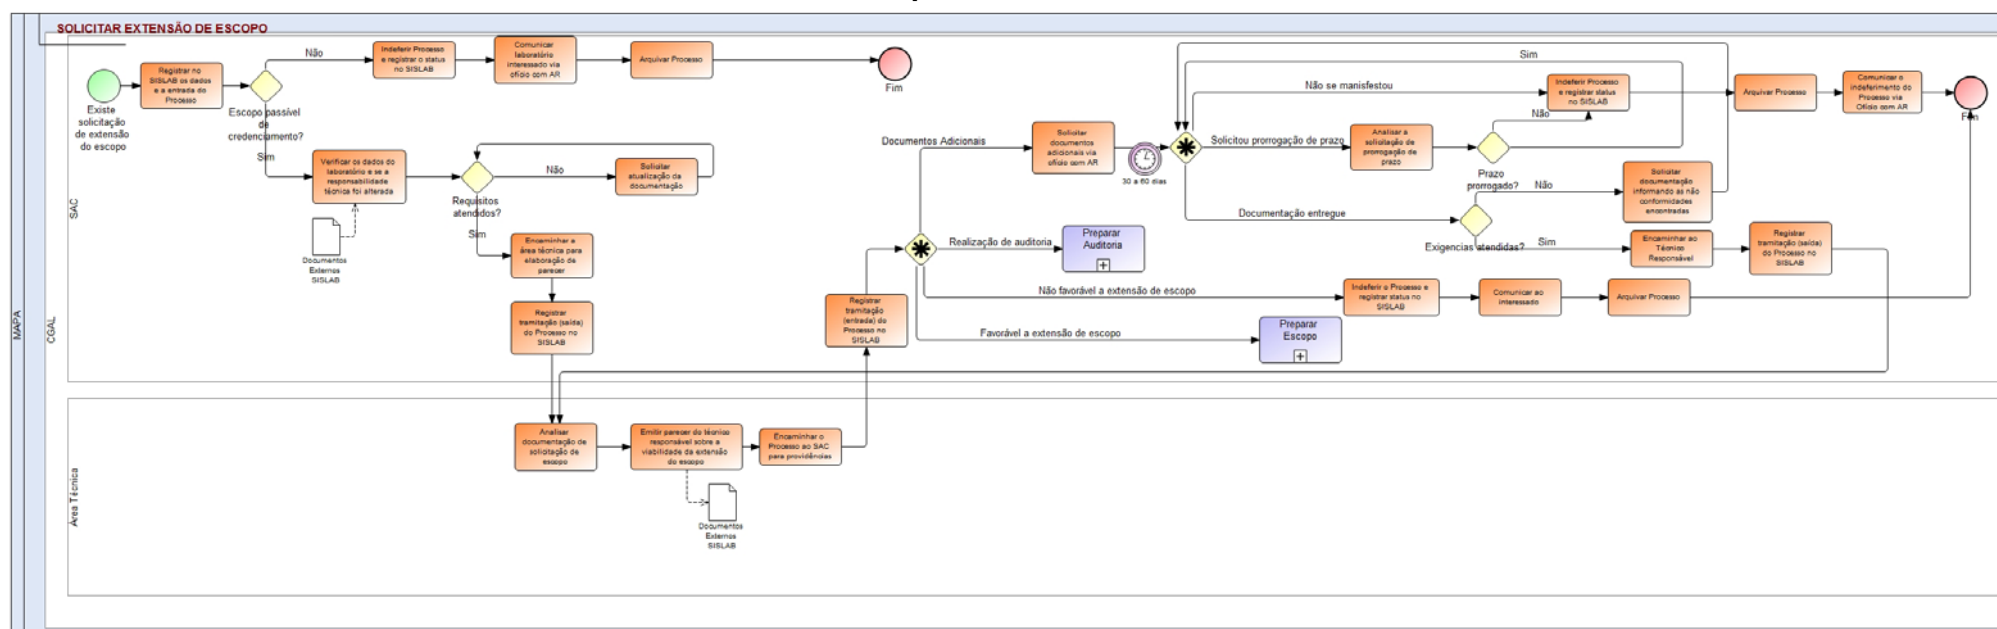 SOLICITAR EXTENSÃO DE ESCOPO
MAPA
CGAL
SAC
Existe
solicitação
de extensão
do escopo
Registrar no
SISLAB os dados
e a entrada do
Processo
Escopo passível
de
credenciamento?
Não
Indeferir Processo
e registrar o status
no SISLAB
Comunicar
laboratório
interessado via
ofício com AR
Arquivar Processo
Fim
Sim
Verificar os dados do
laboratório e se a
responsabilidade
técnica foi alterada
Documentos
Externos
SISLAB
Requisitos
atendidos?
Não
Solicitar
atualização da
documentação
Sim
Encaminhar a
área técnica para
elaboração de
parecer
Registrar
tramitação (saída)
do Processo no
SISLAB
Registrar
tramitação
(entrada) do
Processo no
SISLAB
Documentos Adicionais
Solicitar
documentos
adicionais via
ofício com AR
30 a 60 dias
Sim
Não se manisfestou
Indeferir Processo
e registrar status
no SISLAB
Não
Arquivar Processo
Comunicar o
indeferimento do
Processo via
Ofício com AR
Fim
Solicitou prorrogação de prazo
Analisar a
solicitação de
prorrogação de
prazo
Prazo
prorrogado?
Não
Solicitar
documentação
informando as não
conformidades
encontradas
Documentação entregue
Exigencias atendidas?
Sim
Encaminhar ao
Técnico
Responsável
Registrar
tramitação (saída)
do Processo no
SISLAB
Realização de auditoria
Preparar
Auditoria
Não favorável a extensão de escopo
Indeferir o Processo e
registrar status no
SISLAB
Comunicar ao
interessado
Arquivar Processo
Favorável a extensão de escopo
Preparar
Escopo
Área Técnica
Analisar
documentação de
solicitação de
escopo
Emitir parecer do técnico
responsável sobre a
viabilidade da extensão
do escopo
Encaminhar o
Processo ao SAC
para providências
Documentos
Externos
SISLAB